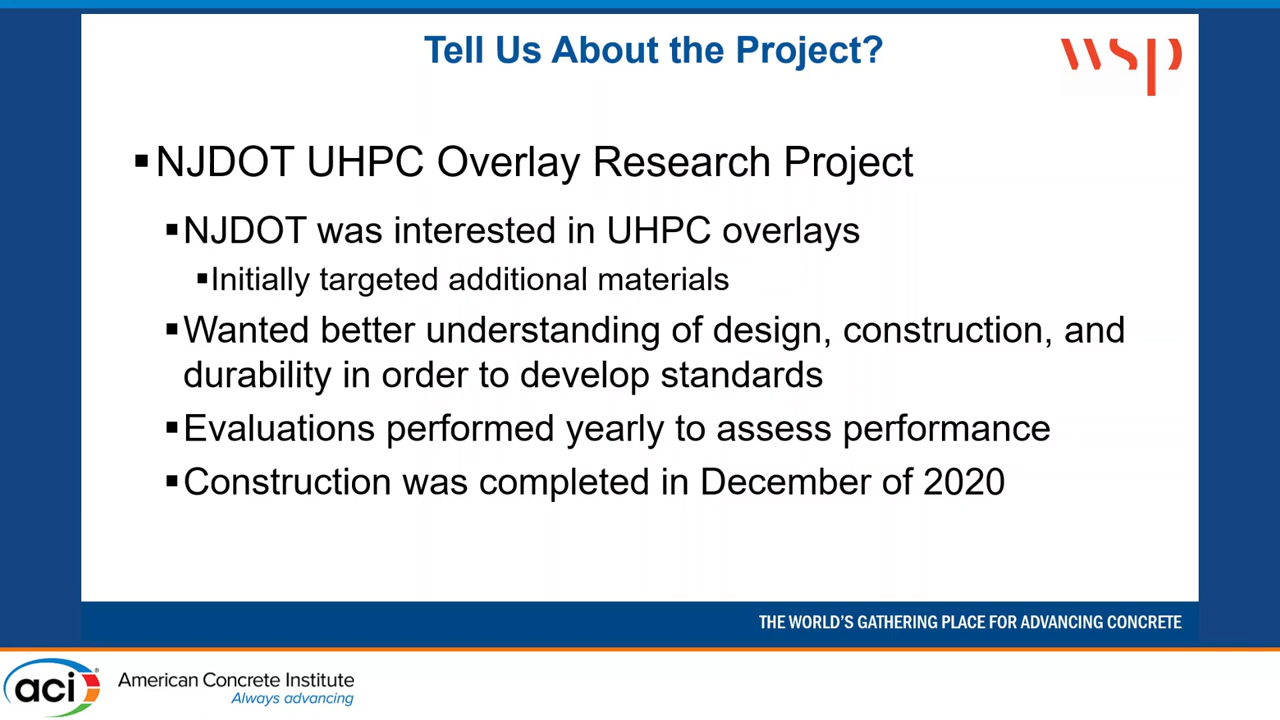 Tell Us About the Project?
wsp
▪NJDOT UHPC Overlay Research Project
▪NJDOT was interested in UHPC overlays
▪Initially targeted additional materials
▪Wanted better understanding of design, construction, and
durability in order to develop standards
▪Evaluations performed yearly to assess performance
▪Construction was completed in December of 2020
THE WORLD'S GATHERING PLACE FOR ADVANCING CONCRETE
aci®
American Concrete Institute
Always advancing